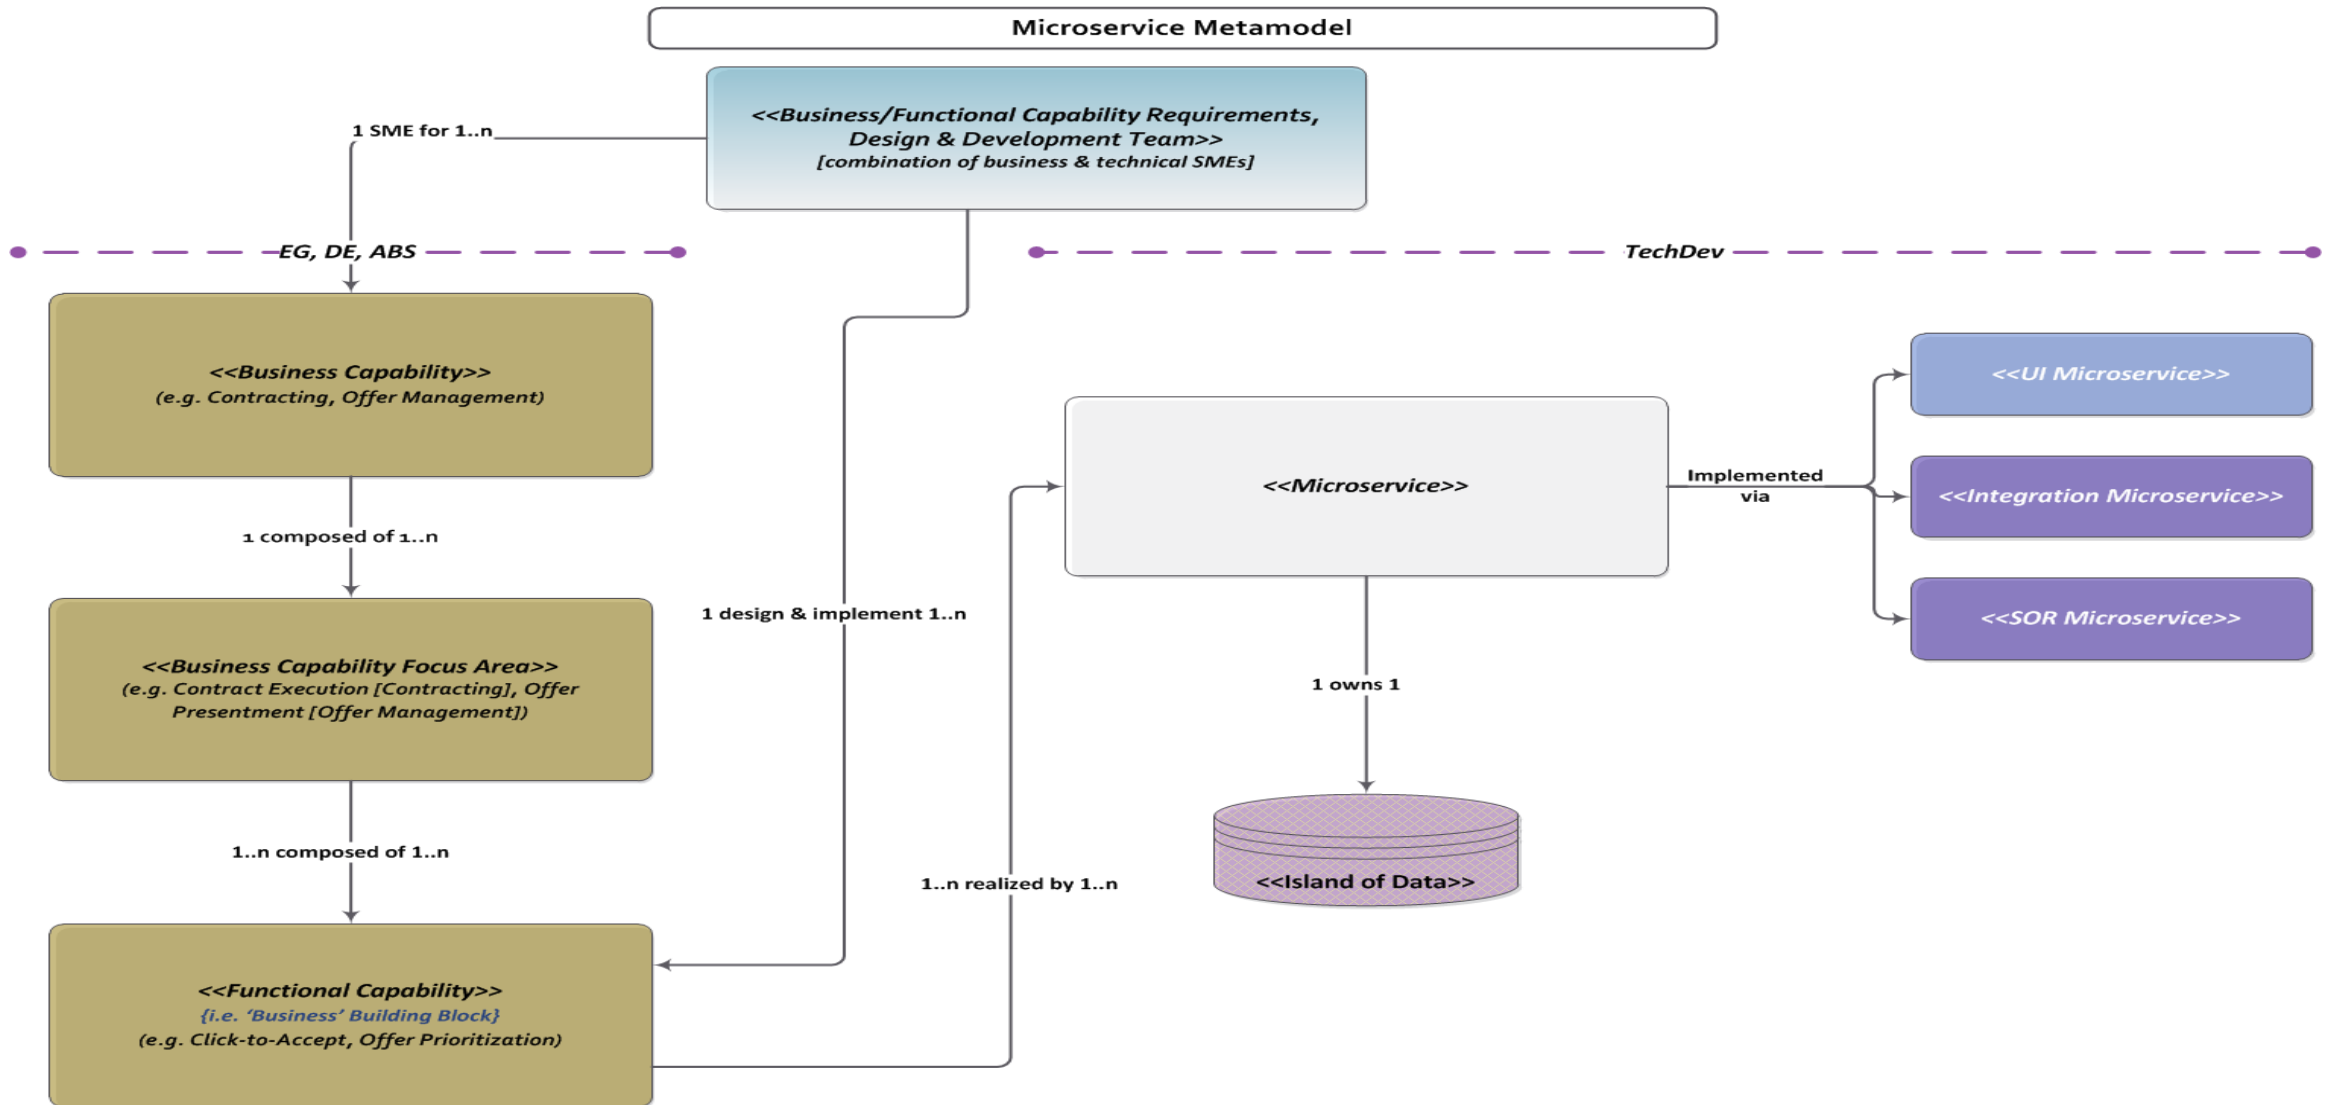 Microservice Metamodel
<<Business/Functional Capability Requirements,
Design & Development Team>>
[combination of business & technical SMEs]
1 SME for 1..n
EG, DE, ABS
TechDev
<<Business Capability>>
(e.g. Contracting, Offer Management)
<<UI Microservice>>
<<Microservice>>
Implemented
via
<<Integration Microservice>>
1 composed of 1..n
1 design & implement 1..n
<<SOR Microservice>>
<<Business Capability Focus Area>>
(e.g. Contract Execution [Contracting], Offer
Presentment [Offer Management])
1 owns 1
1..n composed of 1..n
1..n realized by 1..n
<<Island of Data>>
<<Functional Capability>>
{i.e. ‘Business’ Building Block}
(e.g. Click-to-Accept, Offer Prioritization)